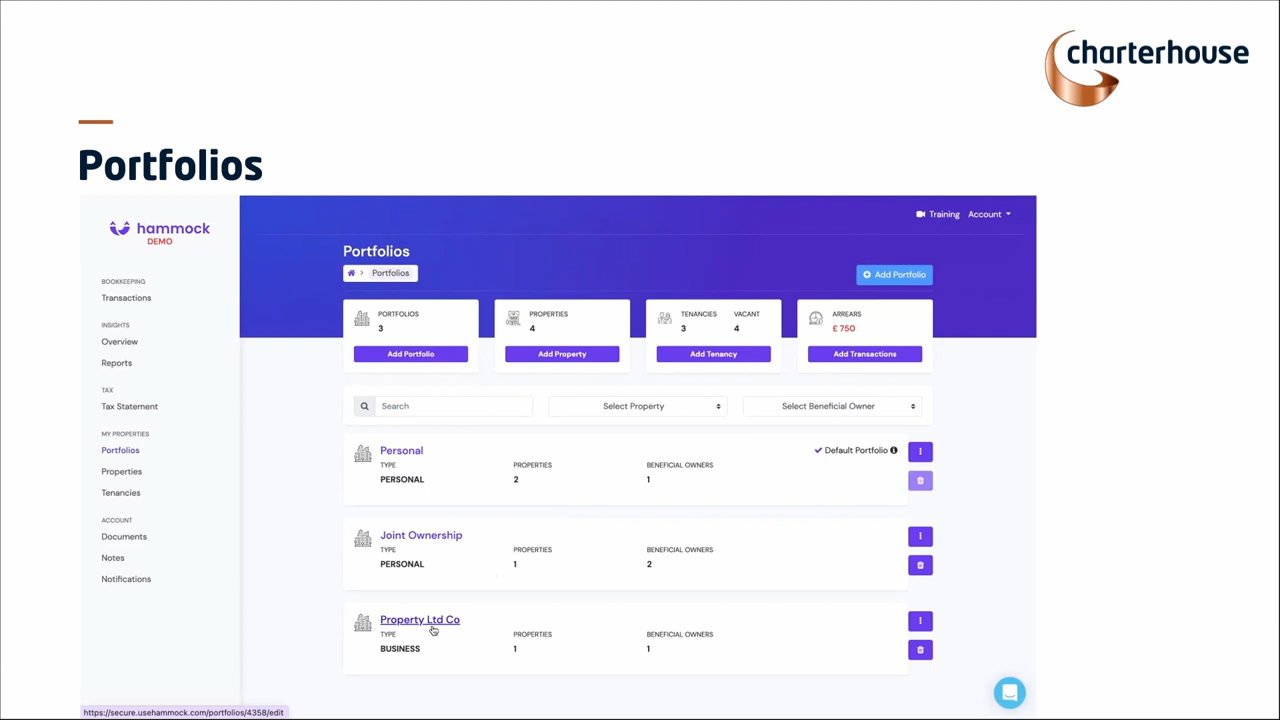 charterhouse
Portfolios
hammock
DEMO
BOOKKEEPING
Transactions
INSIGHTS
Overview
Reports
TAX
Tax Statement
MY PROPERTIES
Portfolios
Properties
Tenancies
ACCOUNT
Documents
Notes
Notifications
Training Account
Portfolios
Portfolios
Add Portfolio
PORTFOLIOS
3
Add Portfolio
PROPERTIES
4
Add Property
TENANCIES VACANT
3 4
Add Tenancy
ARREARS
£ 750
Add Transactions
Search
Select Property
Select Beneficial Owner
Personal
Default Portfolio
TYPE PROPERTIES BENEFICIAL OWNERS
PERSONAL 2 1
Joint Ownership
TYPE PROPERTIES BENEFICIAL OWNERS
PERSONAL 1 2
Property Ltd Co
TYPE PROPERTIES BENEFICIAL OWNERS
BUSINESS 1 1
https://secure.usehammock.com/portfolios/4358/edit